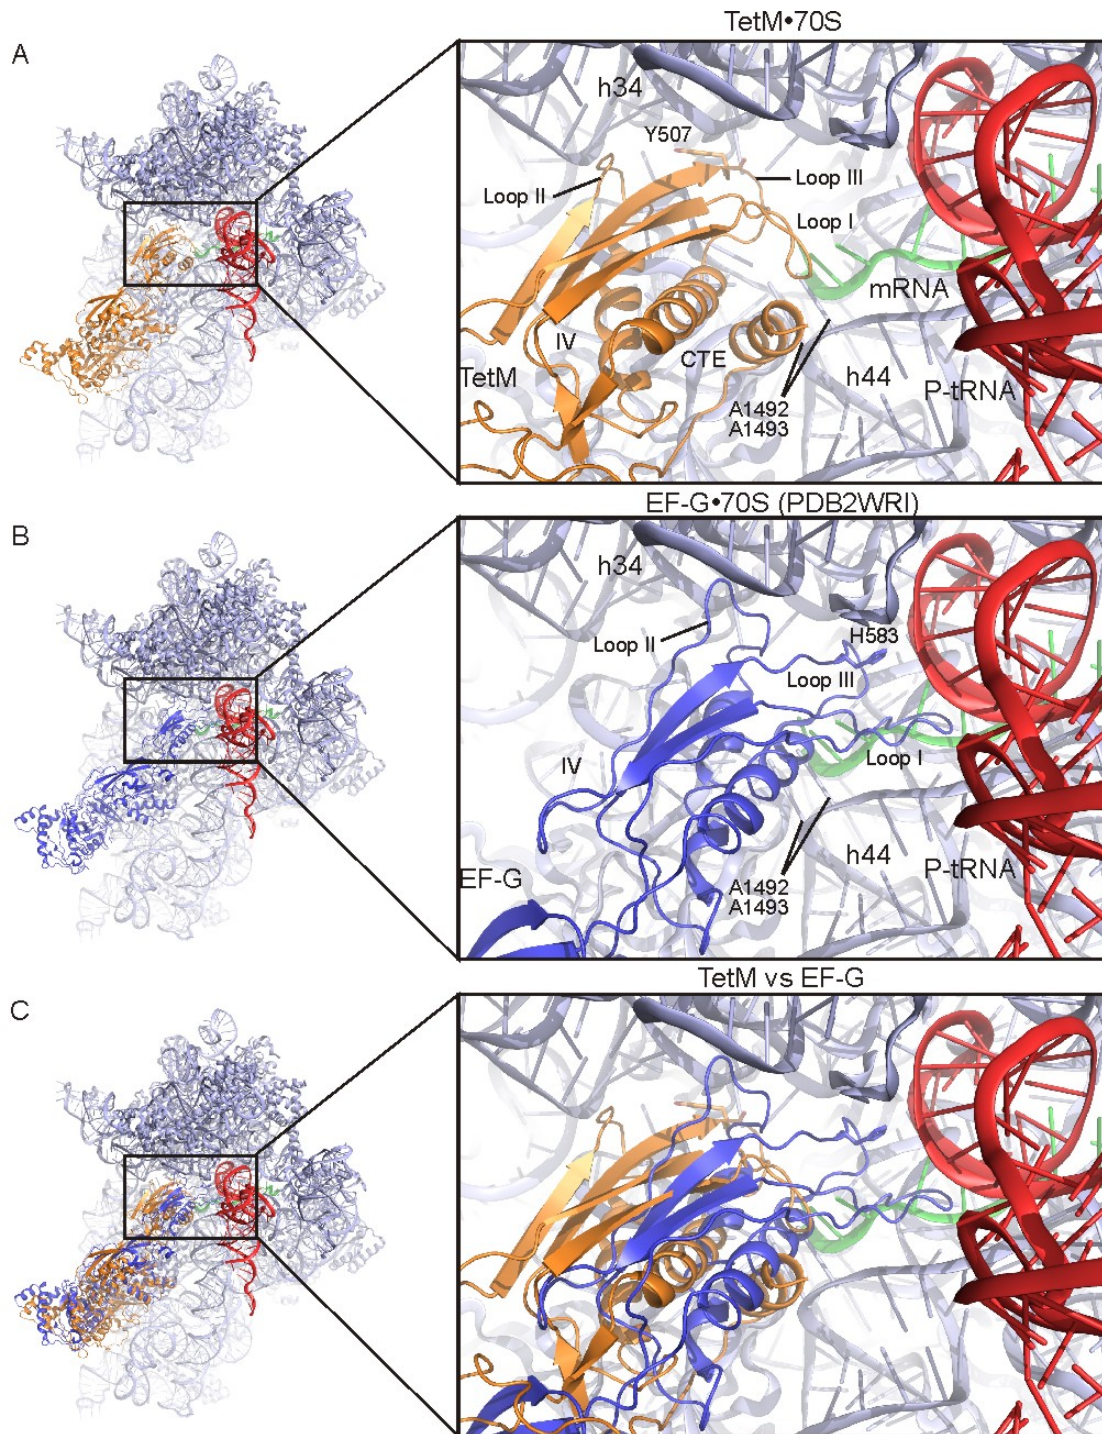 TetM•70S
A
h34
Y507
Loop II
Loop III
Loop I
mRNA
IV
TetM
CTE
h44
P-tRNA
A1492
A1493
EF-G•70S (PDB2WRI)
B
h34
H583
Loop II
Loop III
Loop I
IV
h44
EF-G
P-tRNA
A1492
A1493
TetM vs EF-G
C